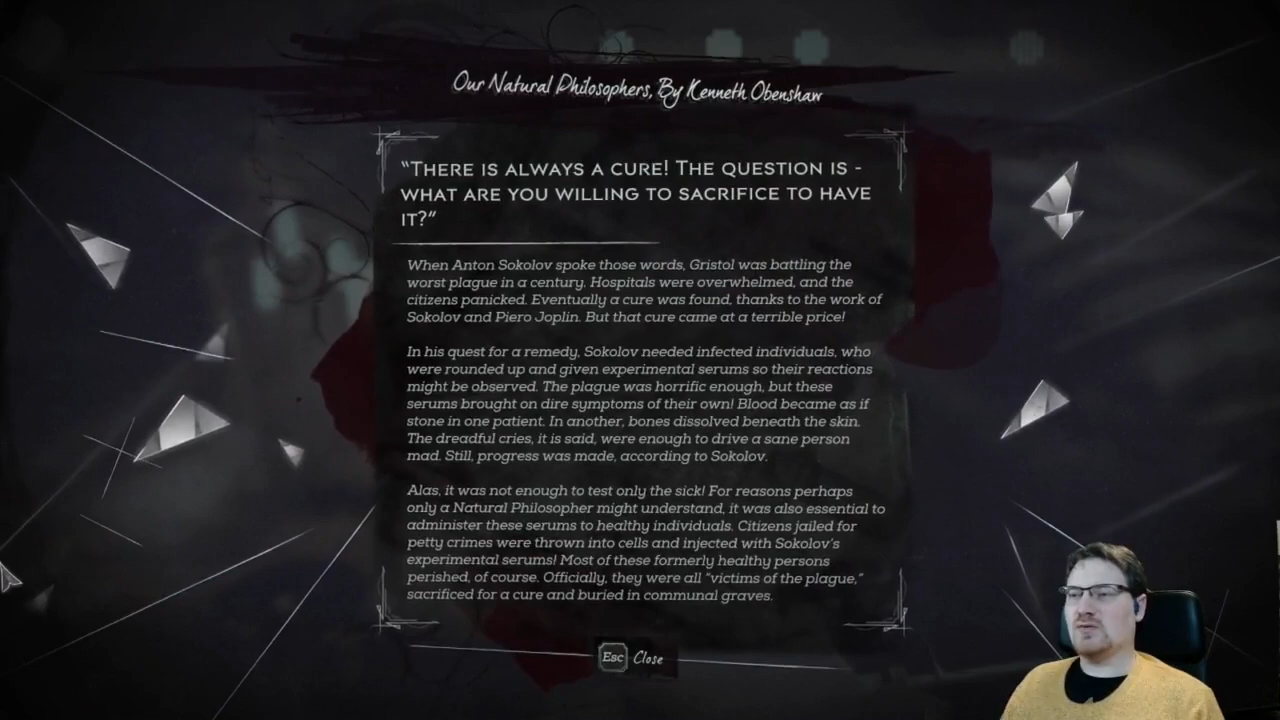 Our Natural Philosophers, By Kenneth Obenshaw
"THERE IS ALWAYS A CURE! THE QUESTION IS -
WHAT ARE YOU WILLING TO SACRIFICE TO HAVE
IT?"
When Anton Sokolov spoke those words, Gristol was battling the
worst plague in a century. Hospitals were overwhelmed, and the
citizens panicked. Eventually a cure was found, thanks to the work of
Sokolov and Piero Joplin. But that cure came at a terrible price!
In his quest for a remedy, Sokolov needed infected individuals, who
were rounded up and given experimental serums so their reactions
might be observed. The plague was horrific enough, but these
serums brought on dire symptoms of their own! Blood became as if
stone in one patient. In another, bones dissolved beneath the skin.
The dreadful cries, it is said, were enough to drive a sane person
mad. Still, progress was made, according to Sokolov.
Alas, it was not enough to test only the sick! For reasons perhaps
only a Natural Philosopher might understand, it was also essential to
administer these serums to healthy individuals. Citizens jailed for
petty crimes were thrown into cells and injected with Sokolov's
experimental serums! Most of these formerly healthy persons
perished, of course. Officially, they were all "victims of the plague,"
sacrificed for a cure and buried in communal graves.
Esc Close